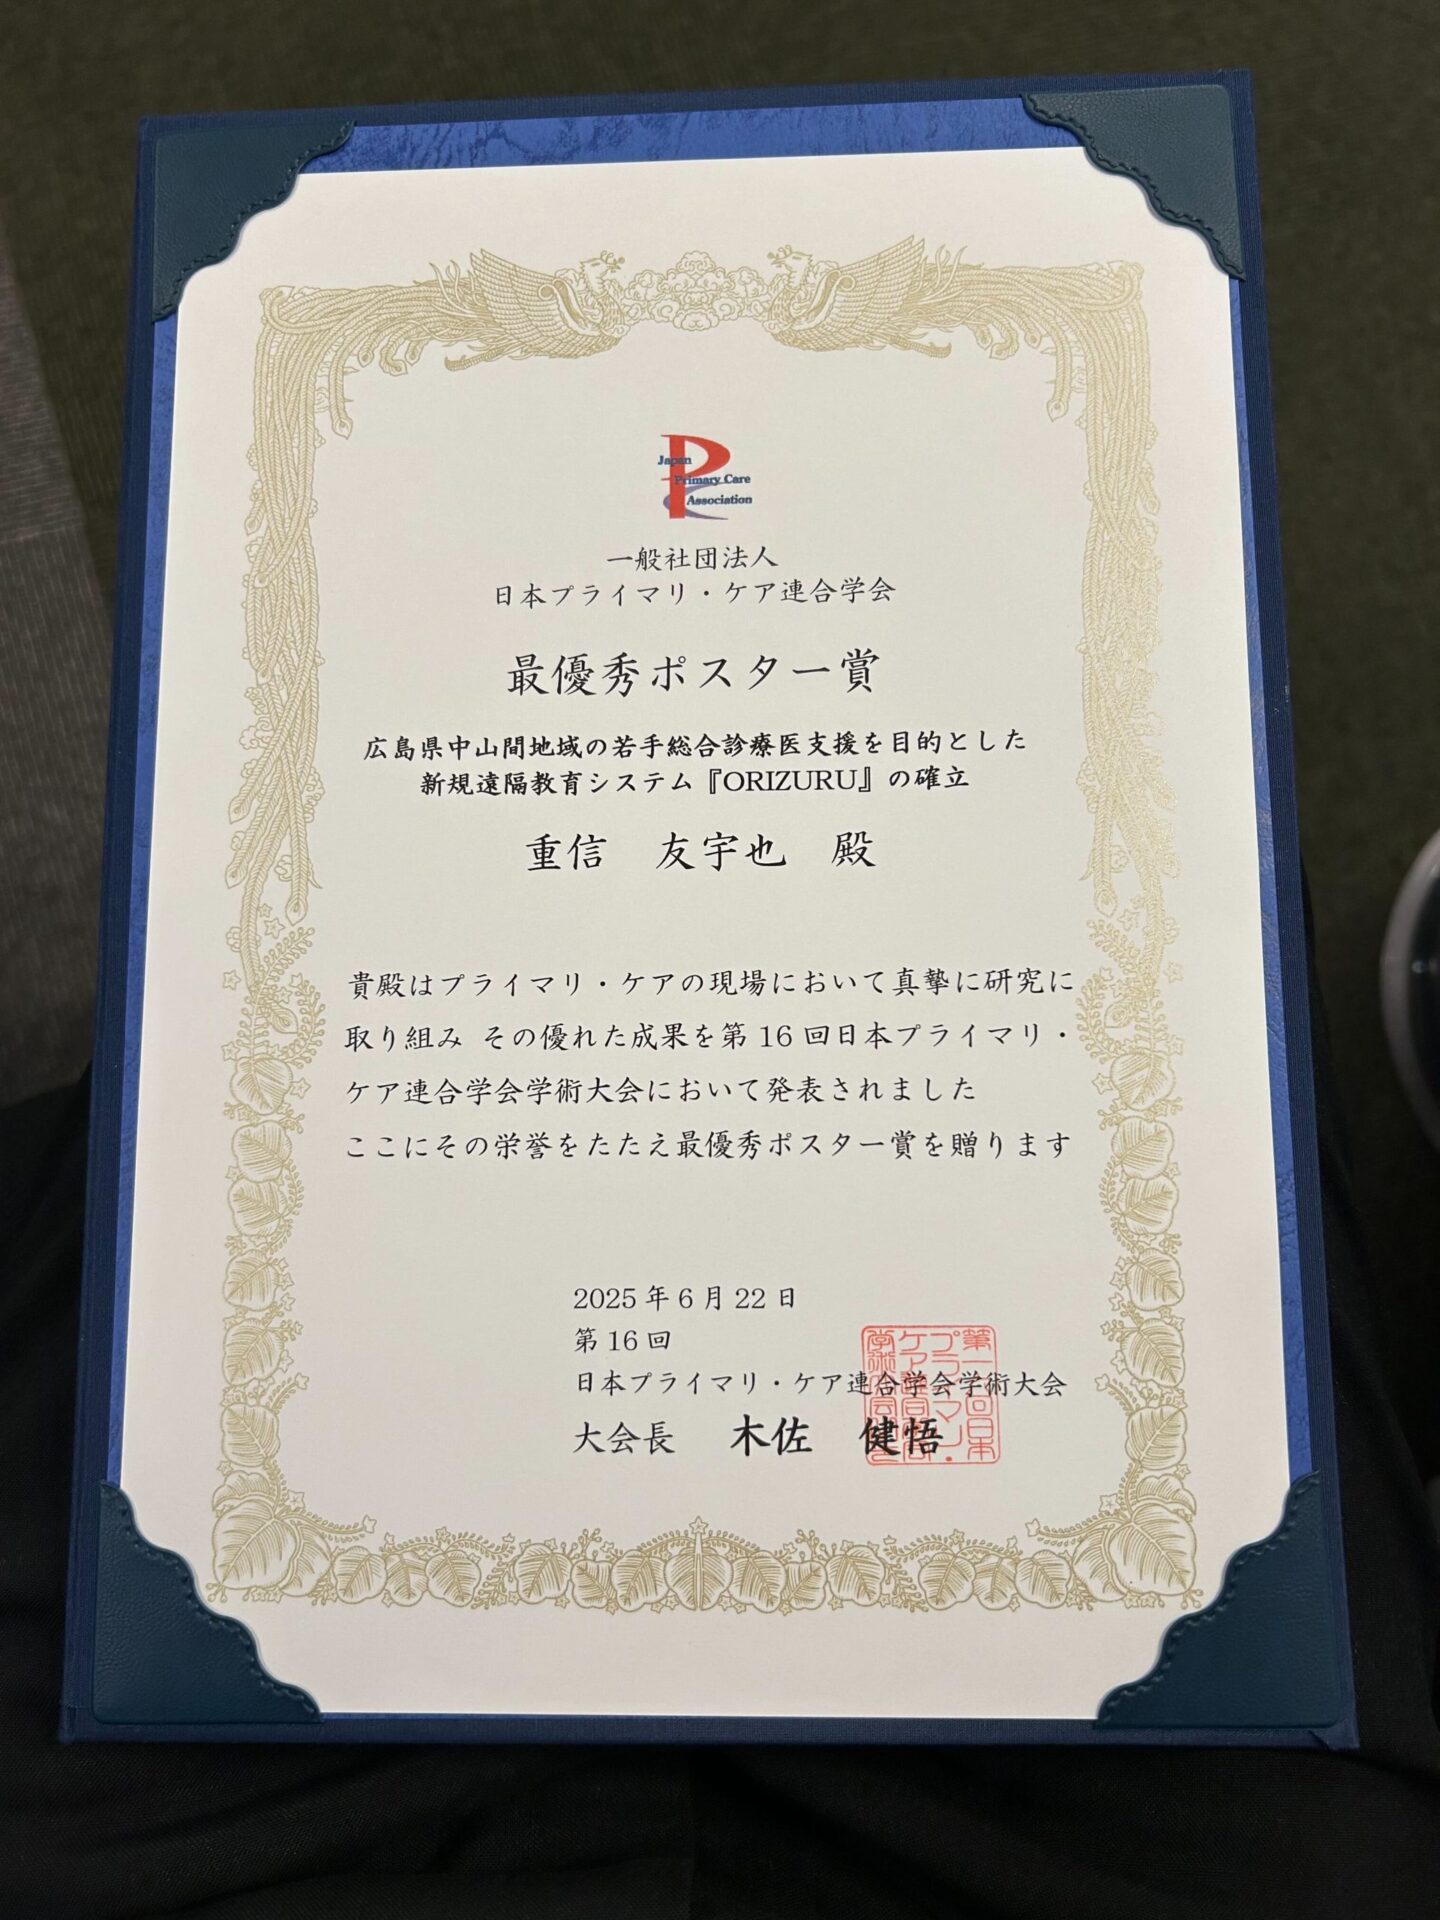 Japan
Primary Care
Association
一般社団法人
日本プライマリ・ケア連合学会
最優秀ポスター賞
広島県中山間地域の若手総合診療医支援を目的とした
新規遠隔教育システム『ORIZURU』の確立
重信　友宇也　殿
貴殿はプライマリ・ケアの現場において真摯に研究に
取り組み その優れた成果を第 16 回日本プライマリ・
ケア連合学会学術大会において発表されました
ここにその栄誉をたたえ最優秀ポスター賞を贈ります
2025 年 6 月 22 日
第 16 回
日本プライマリ・ケア連合学会学術大会
大会長　木佐　健悟